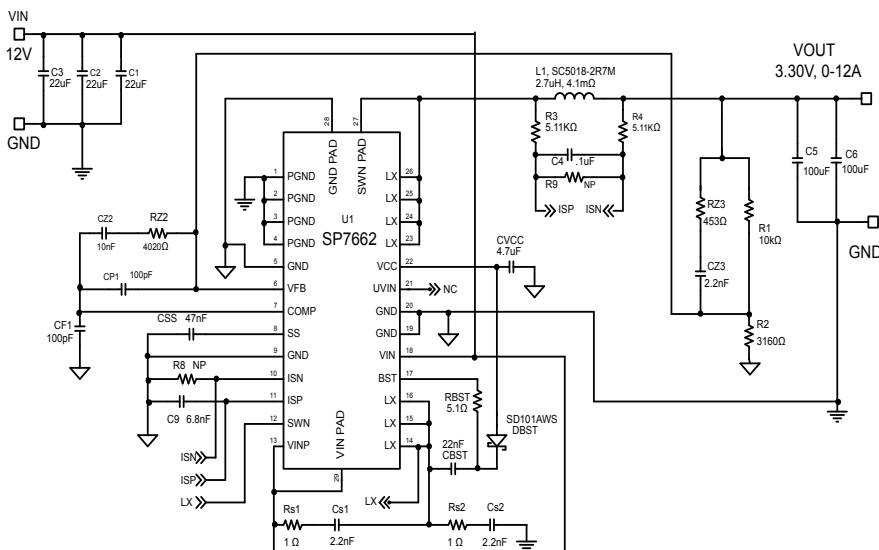 VIN
12V
C3
22uF
C2
22uF
C1
22uF
GND
L1, SC5018-2R7M
2.7uH, 4.1mΩ
VOUT
3.30V, 0-12A
R3
5.11KΩ
R4
5.11KΩ
C4 .1uF
R9 NP
ISP ISN
C5
100uF
C6
100uF
GND
RZ3
453Ω
R1
10kΩ
CZ3
2.2nF
R2
3160Ω
28
27
GND PAD
SWN PAD
U1
SP7662
1 PGND
2 PGND
3 PGND
4 PGND
5 GND
6 VFB
7 COMP
8 SS
9 GND
10 ISN
11 ISP
12 SWN
13 VINP
LX 26
LX 25
LX 24
LX 23
VCC 22
UVIN 21
GND 20
GND 19
VIN 18
BST 17
LX 16
LX 15
LX 14
VIN PAD
29
CZ2
10nF
RZ2
4020Ω
CP1 100pF
CF1
100pF
CSS 47nF
R8 NP
C9 6.8nF
ISN
ISP
LX
CVCC
4.7uF
NC
RBST
5.1Ω
SD101AWS
DBST
22nF
CBST
LX
Rs1
1 Ω
Cs1
2.2nF
Rs2
1 Ω
Cs2
2.2nF